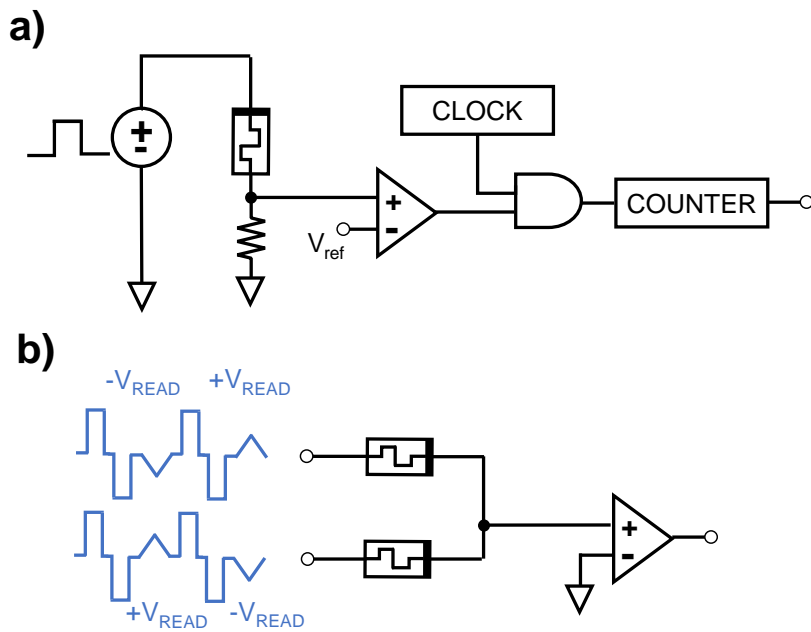 a)
CLOCK
+
-
+
-
V_ref
COUNTER
b)
-V_READ +V_READ
+
-
+V_READ -V_READ